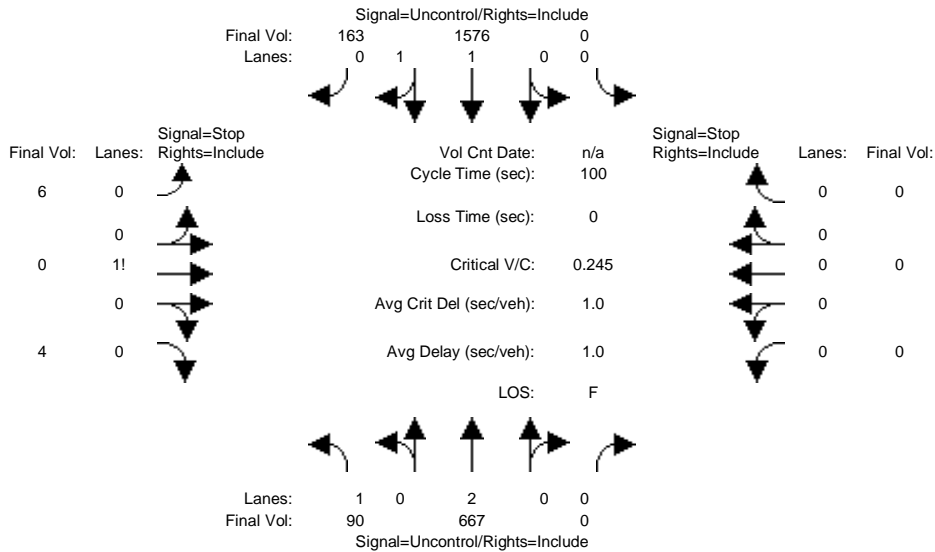 Signal=Uncontrol/Rights=Include
Final Vol: 163 1576 0
Lanes: 0 1 1 0 0
Signal=Stop Signal=Stop
Final Vol: Lanes: Rights=Include Vol Cnt Date: n/a Rights=Include Lanes: Final Vol:
Cycle Time (sec): 100
6 0 0 0
Loss Time (sec): 0
0 0
0 1! Critical V/C: 0.245 0 0
0 Avg Crit Del (sec/veh): 1.0 0
4 0 Avg Delay (sec/veh): 1.0 0 0
LOS: F
Lanes: 1 0 2 0 0
Final Vol: 90 667 0
Signal=Uncontrol/Rights=Include